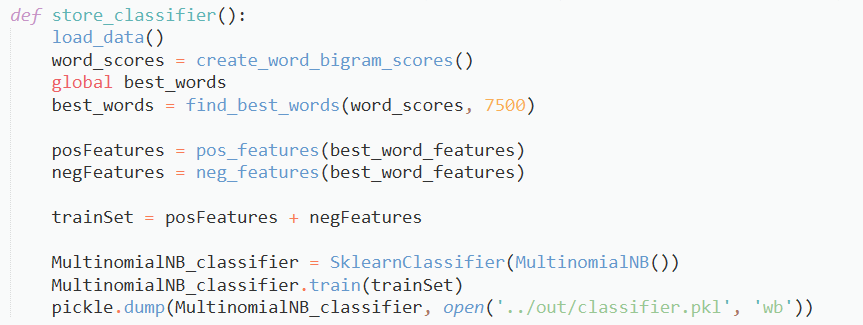 def store_classifier():
    load_data()
    word_scores = create_word_bigram_scores()
    global best_words
    best_words = find_best_words(word_scores, 7500)

    posFeatures = pos_features(best_word_features)
    negFeatures = neg_features(best_word_features)

    trainSet = posFeatures + negFeatures

    MultinomialNB_classifier = SklearnClassifier(MultinomialNB())
    MultinomialNB_classifier.train(trainSet)
    pickle.dump(MultinomialNB_classifier, open('../out/classifier.pkl', 'wb'))